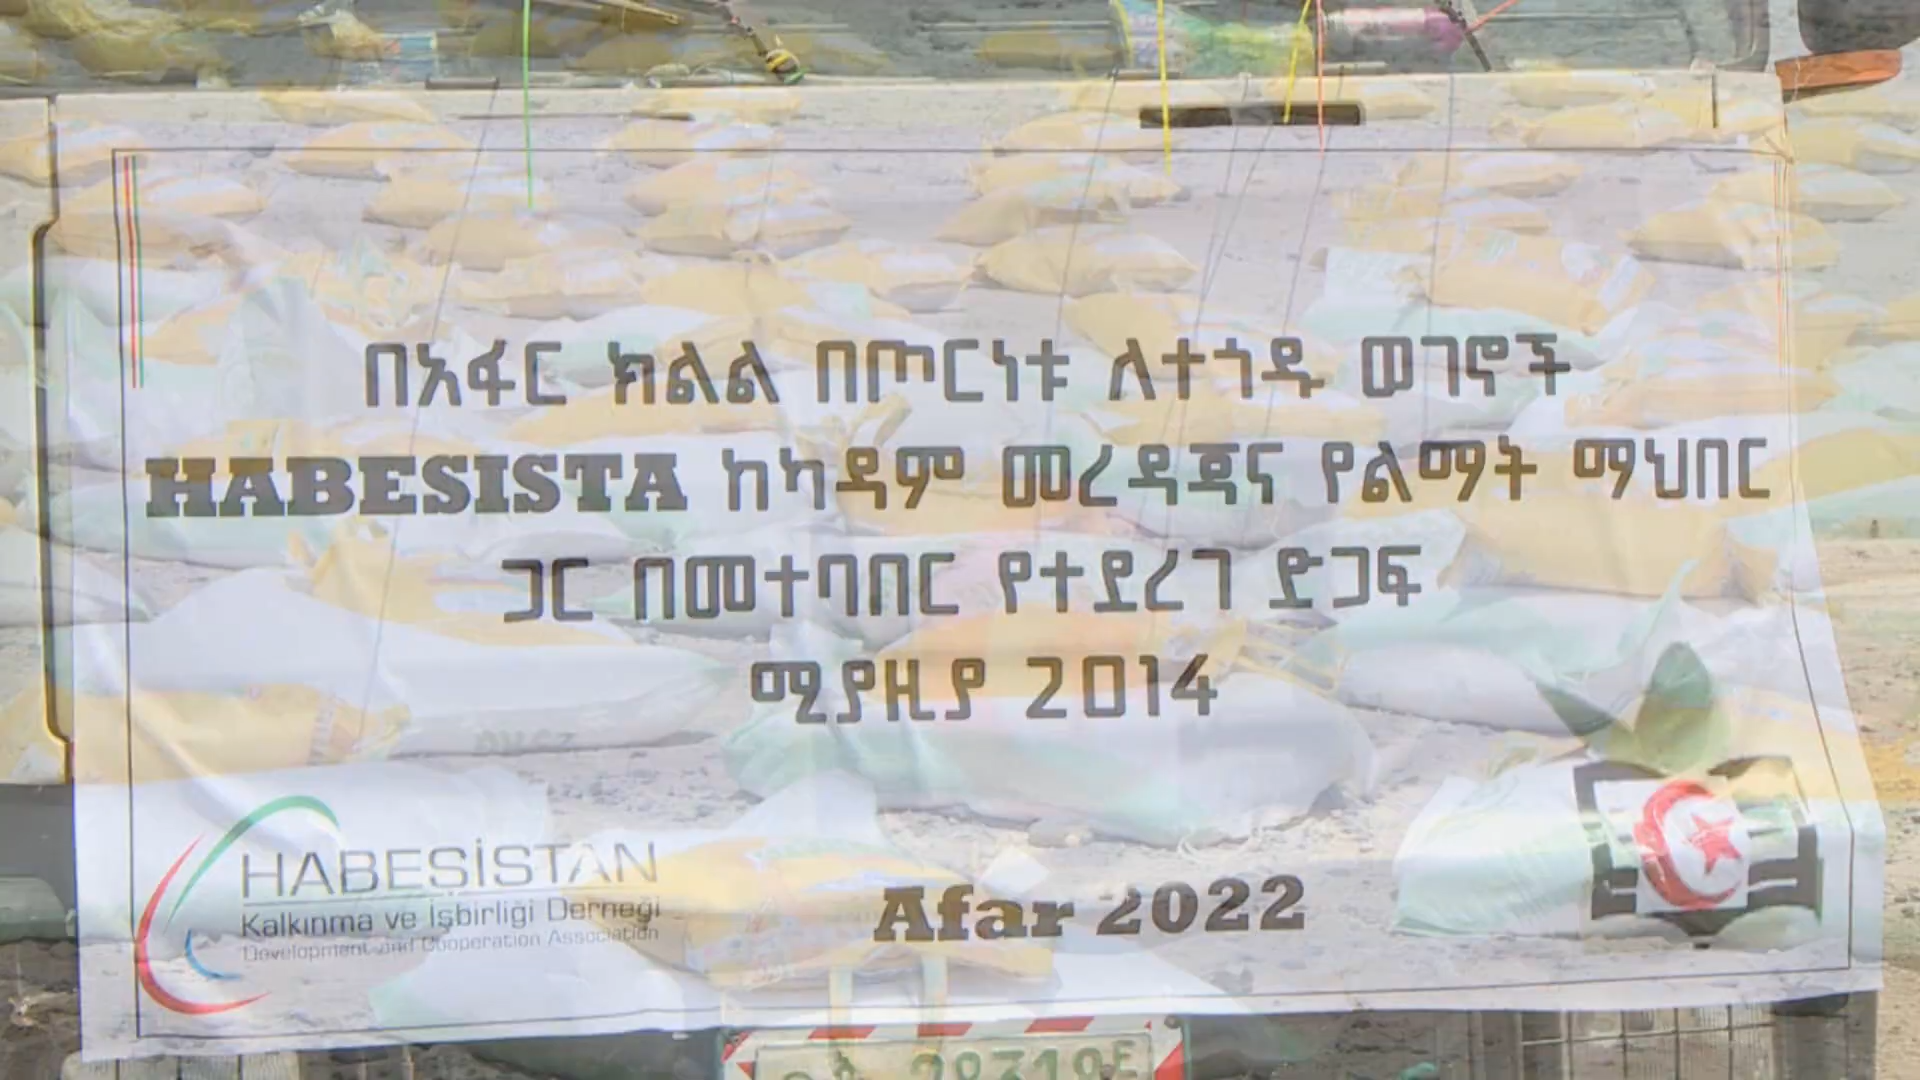 በአፋር ክልል በጦርነቱ ለተጎዱ ወገኖች
HABESISTA ከካዳም መረዳጃና የልማት ማህበር
ጋር በመተባበር የተደረገ ድጋፍ
ሚያዚያ 2014
HABEŞİSTAN
Kalkınma ve İşbirliği Derneği
Development and Cooperation Association
Afar 2022